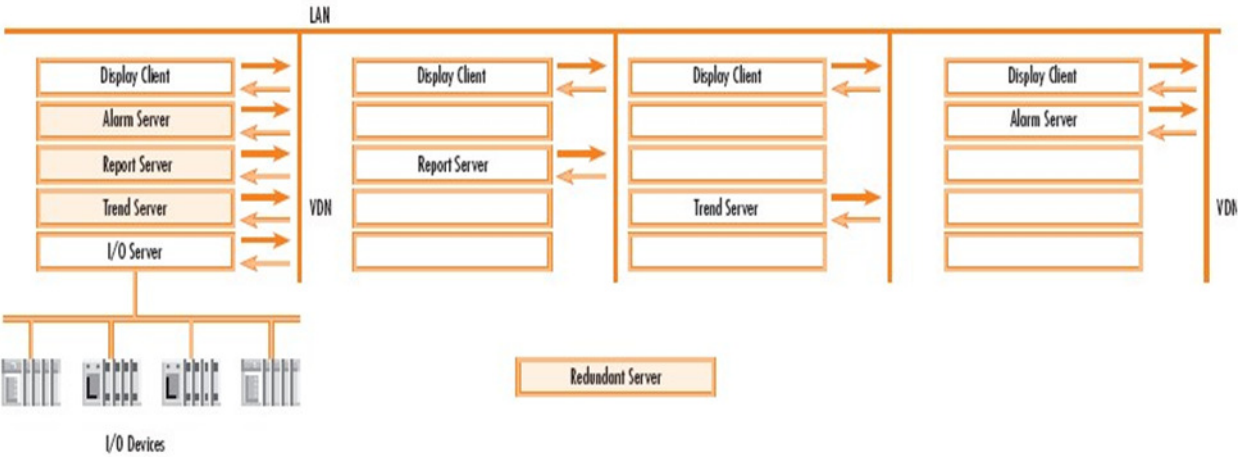 LAN
Display Client
Alarm Server
Report Server
Trend Server
I/O Server
VDN
Display Client
Report Server
Display Client
Trend Server
Display Client
Alarm Server
VDN
I/O Devices
Redundant Server